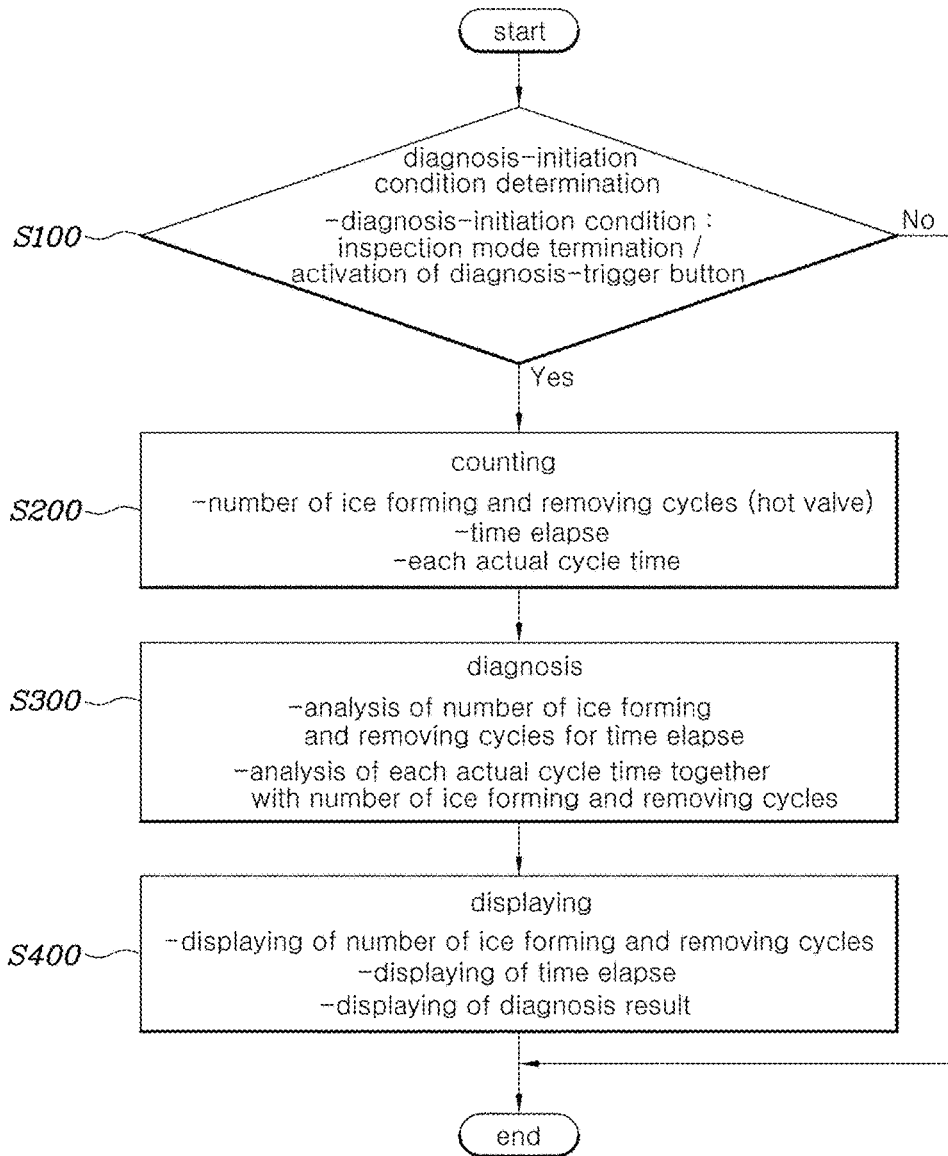 start
diagnosis-initiation
condition determination
-diagnosis-initiation condition :
inspection mode termination /
activation of diagnosis-trigger button
S100
No
Yes
counting
-number of ice forming and removing cycles (hot valve)
-time elapse
-each actual cycle time
S200
diagnosis
-analysis of number of ice forming
and removing cycles for time elapse
-analysis of each actual cycle time together
with number of ice forming and removing cycles
S300
displaying
-displaying of number of ice forming and removing cycles
-displaying of time elapse
-displaying of diagnosis result
S400
end